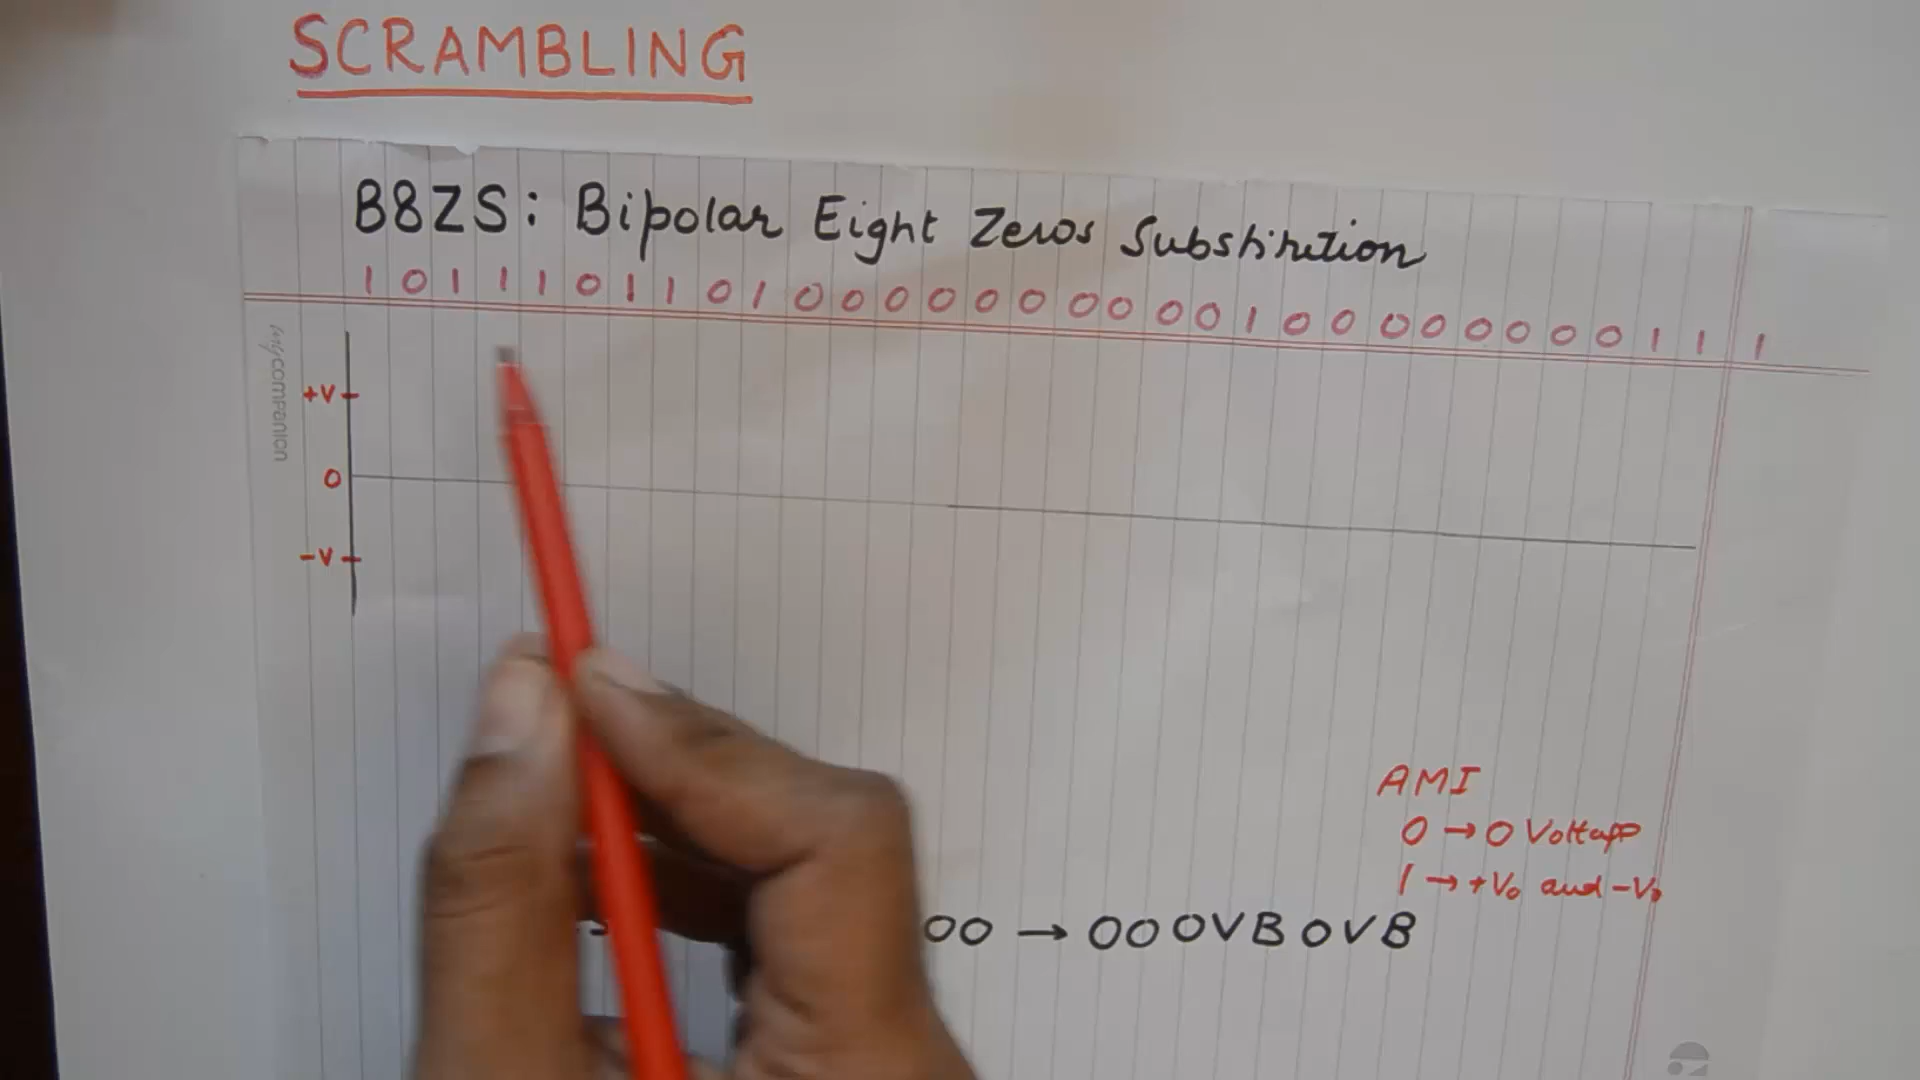 SCRAMBLING
B8ZS: Bipolar Eight Zeros Substitution
1 0 1 1 1 0 1 1 0 1 0 0 0 0 0 0 0 0 0 0 1 0 0 0 0 0 0 0 0 1 1 1
my companion
+V
0
-V
AMI
0 → 0 Voltage
1 → +V₀ and -V₀
00 → 000VB0VB